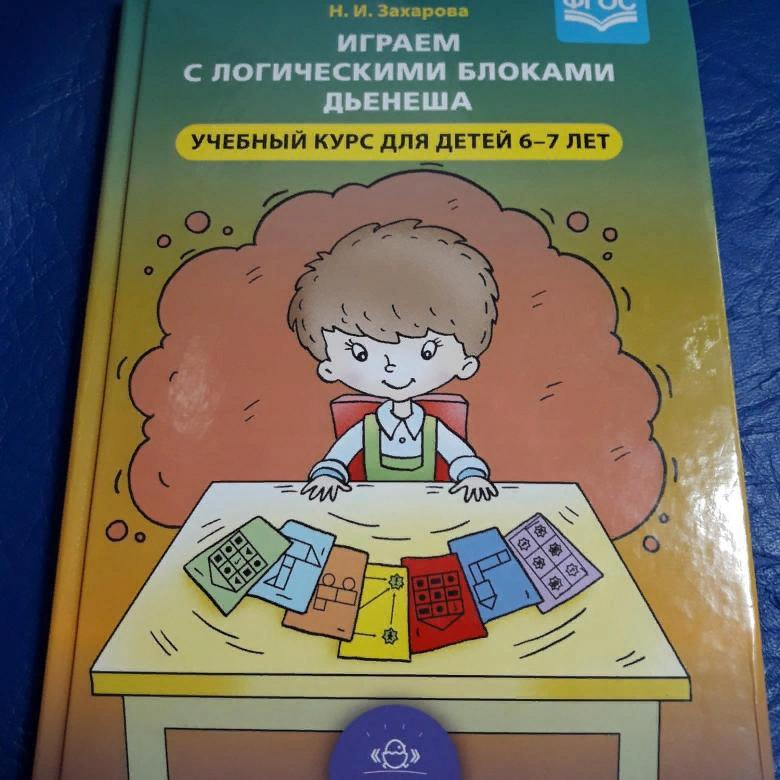 Н. И. Захарова
ФГОС
ИГРАЕМ
С ЛОГИЧЕСКИМИ БЛОКАМИ
ДЬЕНЕША
УЧЕБНЫЙ КУРС ДЛЯ ДЕТЕЙ 6–7 ЛЕТ